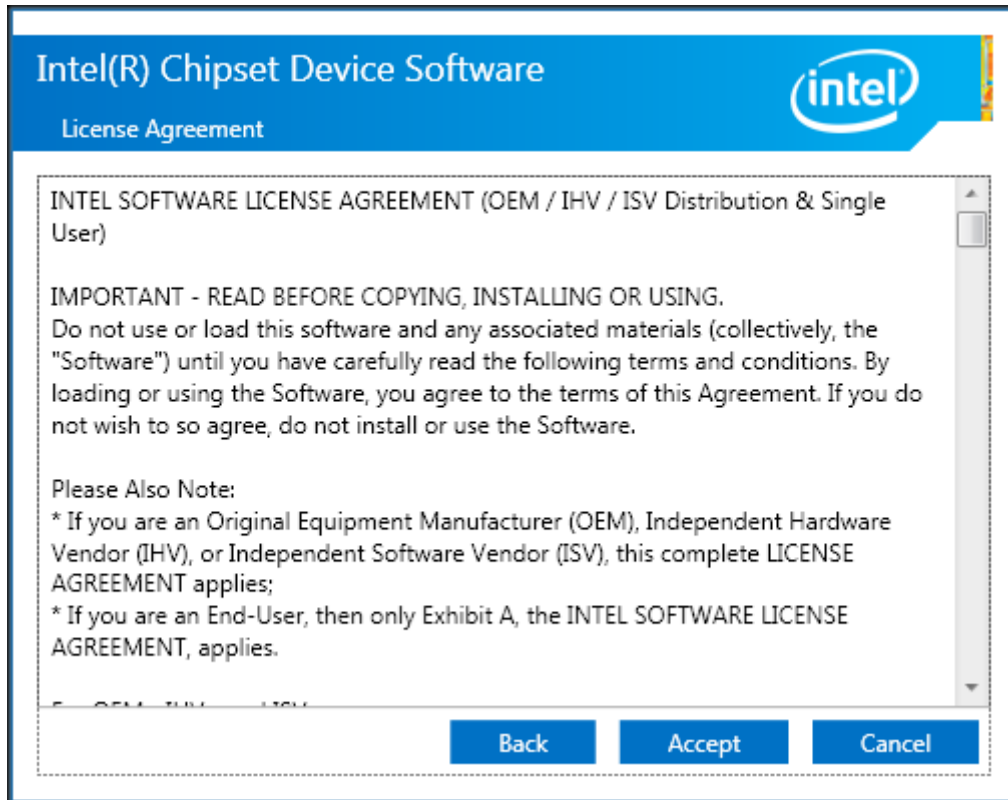 Intel(R) Chipset Device Software
intel
License Agreement
INTEL SOFTWARE LICENSE AGREEMENT (OEM / IHV / ISV Distribution & Single
User)
IMPORTANT - READ BEFORE COPYING, INSTALLING OR USING.
Do not use or load this software and any associated materials (collectively, the
"Software") until you have carefully read the following terms and conditions. By
loading or using the Software, you agree to the terms of this Agreement. If you do
not wish to so agree, do not install or use the Software.
Please Also Note:
* If you are an Original Equipment Manufacturer (OEM), Independent Hardware
Vendor (IHV), or Independent Software Vendor (ISV), this complete LICENSE
AGREEMENT applies;
* If you are an End-User, then only Exhibit A, the INTEL SOFTWARE LICENSE
AGREEMENT, applies.
Back Accept Cancel